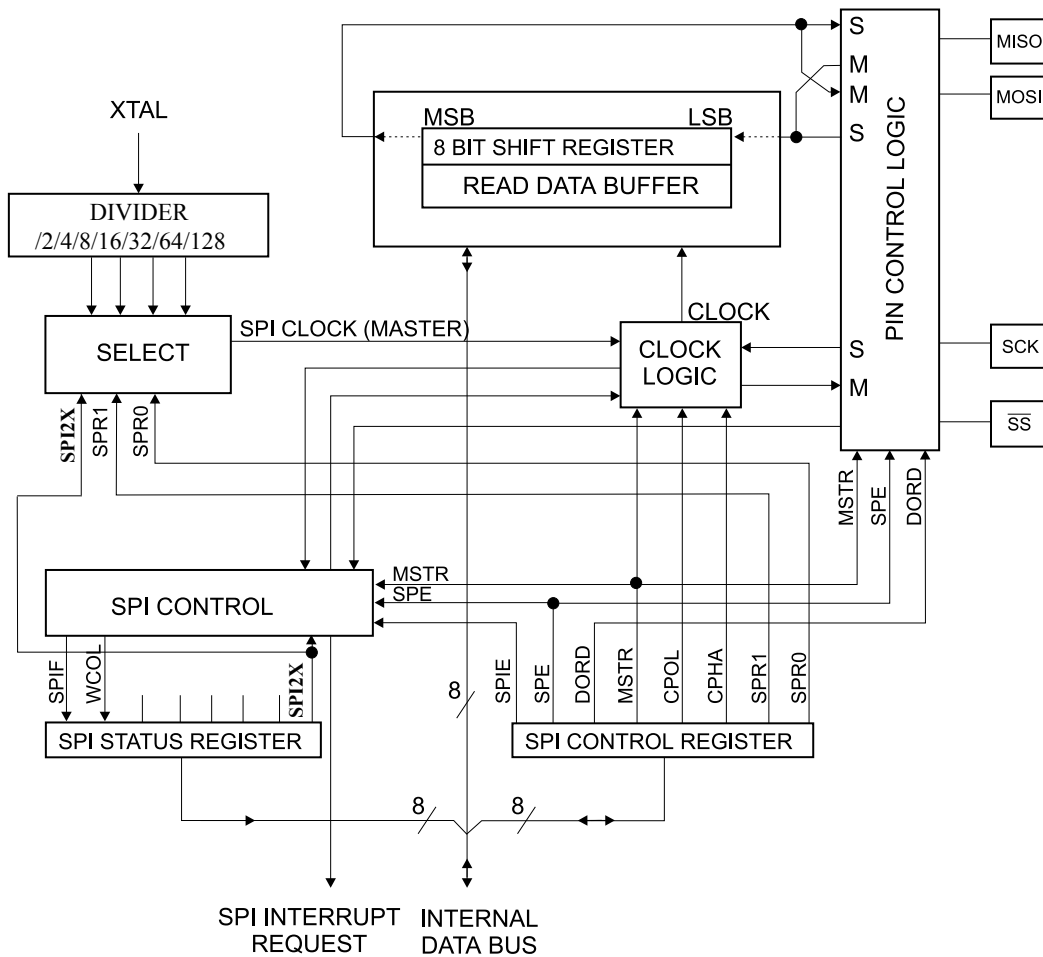 S
MISO
M
M
MOSI
XTAL
MSB
LSB
S
8 BIT SHIFT REGISTER
READ DATA BUFFER
PIN CONTROL LOGIC
DIVIDER
/2/4/8/16/32/64/128
CLOCK
SPI CLOCK (MASTER)
SELECT
CLOCK
LOGIC
S
M
SCK
SS
SPI2X
SPR1
SPR0
MSTR
SPE
DORD
SPI CONTROL
MSTR
SPE
SPIF
WCOL
SPI2X
SPIE
SPE
DORD
MSTR
CPOL
CPHA
SPR1
SPR0
8
SPI STATUS REGISTER
SPI CONTROL REGISTER
8
8
SPI INTERRUPT
REQUEST
INTERNAL
DATA BUS